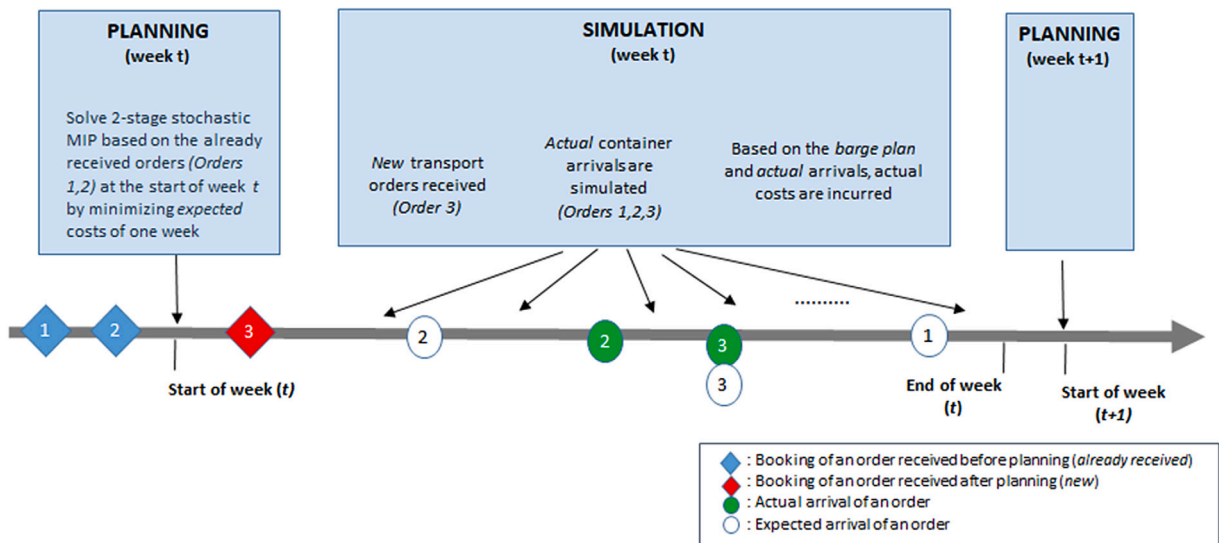 PLANNING
(week t)
Solve 2-stage stochastic
MIP based on the already
received orders (Orders
1,2) at the start of week t
by minimizing expected
costs of one week
SIMULATION
(week t)
New transport
orders received
(Order 3)
Actual container
arrivals are
simulated
(Orders 1,2,3)
Based on the barge plan
and actual arrivals, actual
costs are incurred
PLANNING
(week t+1)
..........
1
2
3
2
2
3
1
3
Start of week (t)
End of week
(t)
Start of week
(t+1)
: Booking of an order received before planning (already received)
: Booking of an order received after planning (new)
: Actual arrival of an order
: Expected arrival of an order